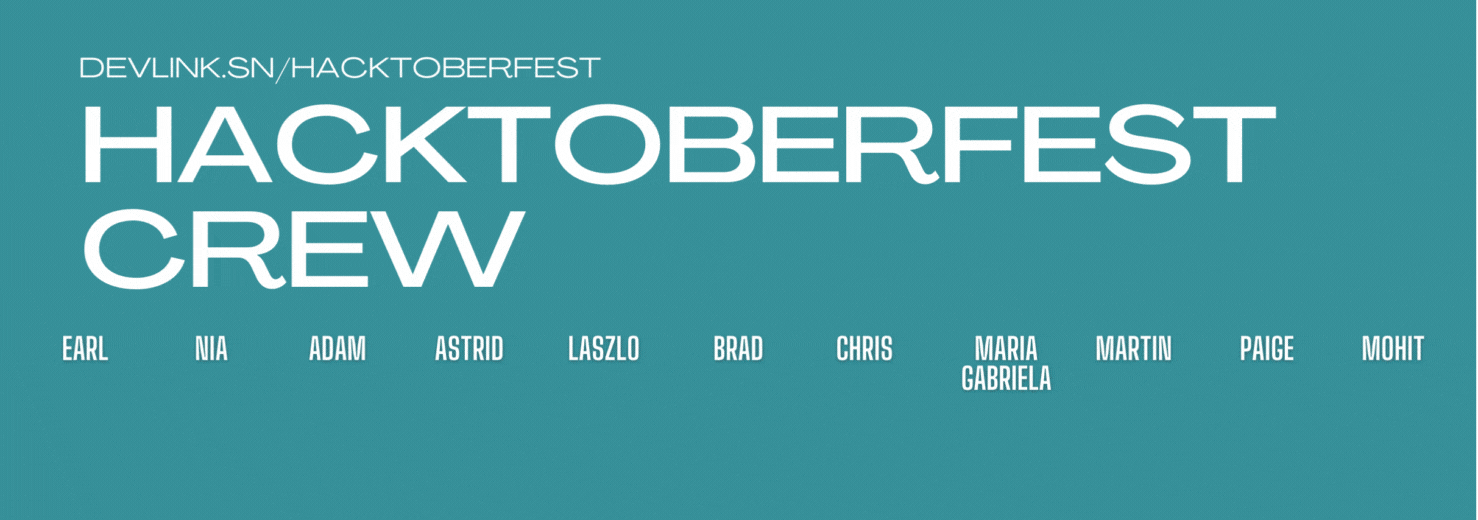 DEVLINK.SN/HACKTOBERFEST
HACKTOBERFEST
CREW
EARL NIA ADAM ASTRID LASZLO BRAD CHRIS MARIA GABRIELA MARTIN PAIGE MOHIT